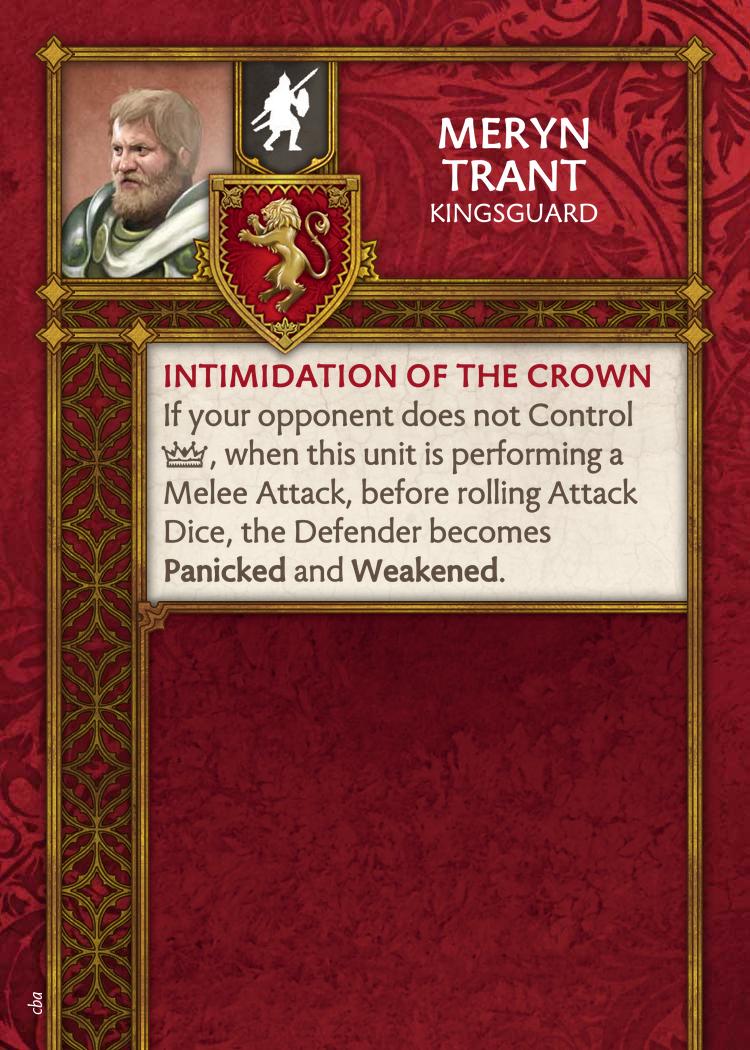 MERYN
TRANT
KINGSGUARD
INTIMIDATION OF THE CROWN
If your opponent does not Control
, when this unit is performing a
Melee Attack, before rolling Attack
Dice, the Defender becomes
Panicked and Weakened.
cba